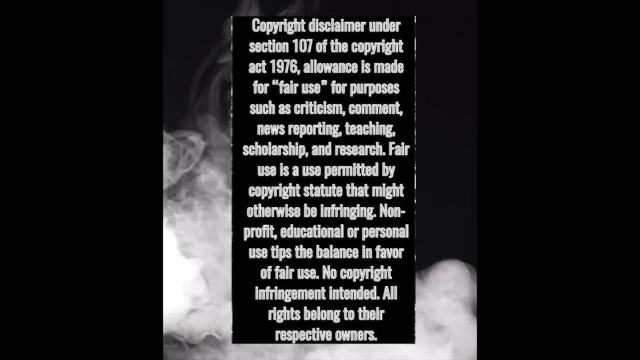 Copyright disclaimer under
section 107 of the copyright
act 1976, allowance is made
for “fair use” for purposes
such as criticism, comment,
news reporting, teaching,
scholarship, and research. Fair
use is a use permitted by
copyright statute that might
otherwise be infringing. Non-
profit, educational or personal
use tips the balance in favor
of fair use. No copyright
infringement intended. All
rights belong to their
respective owners.